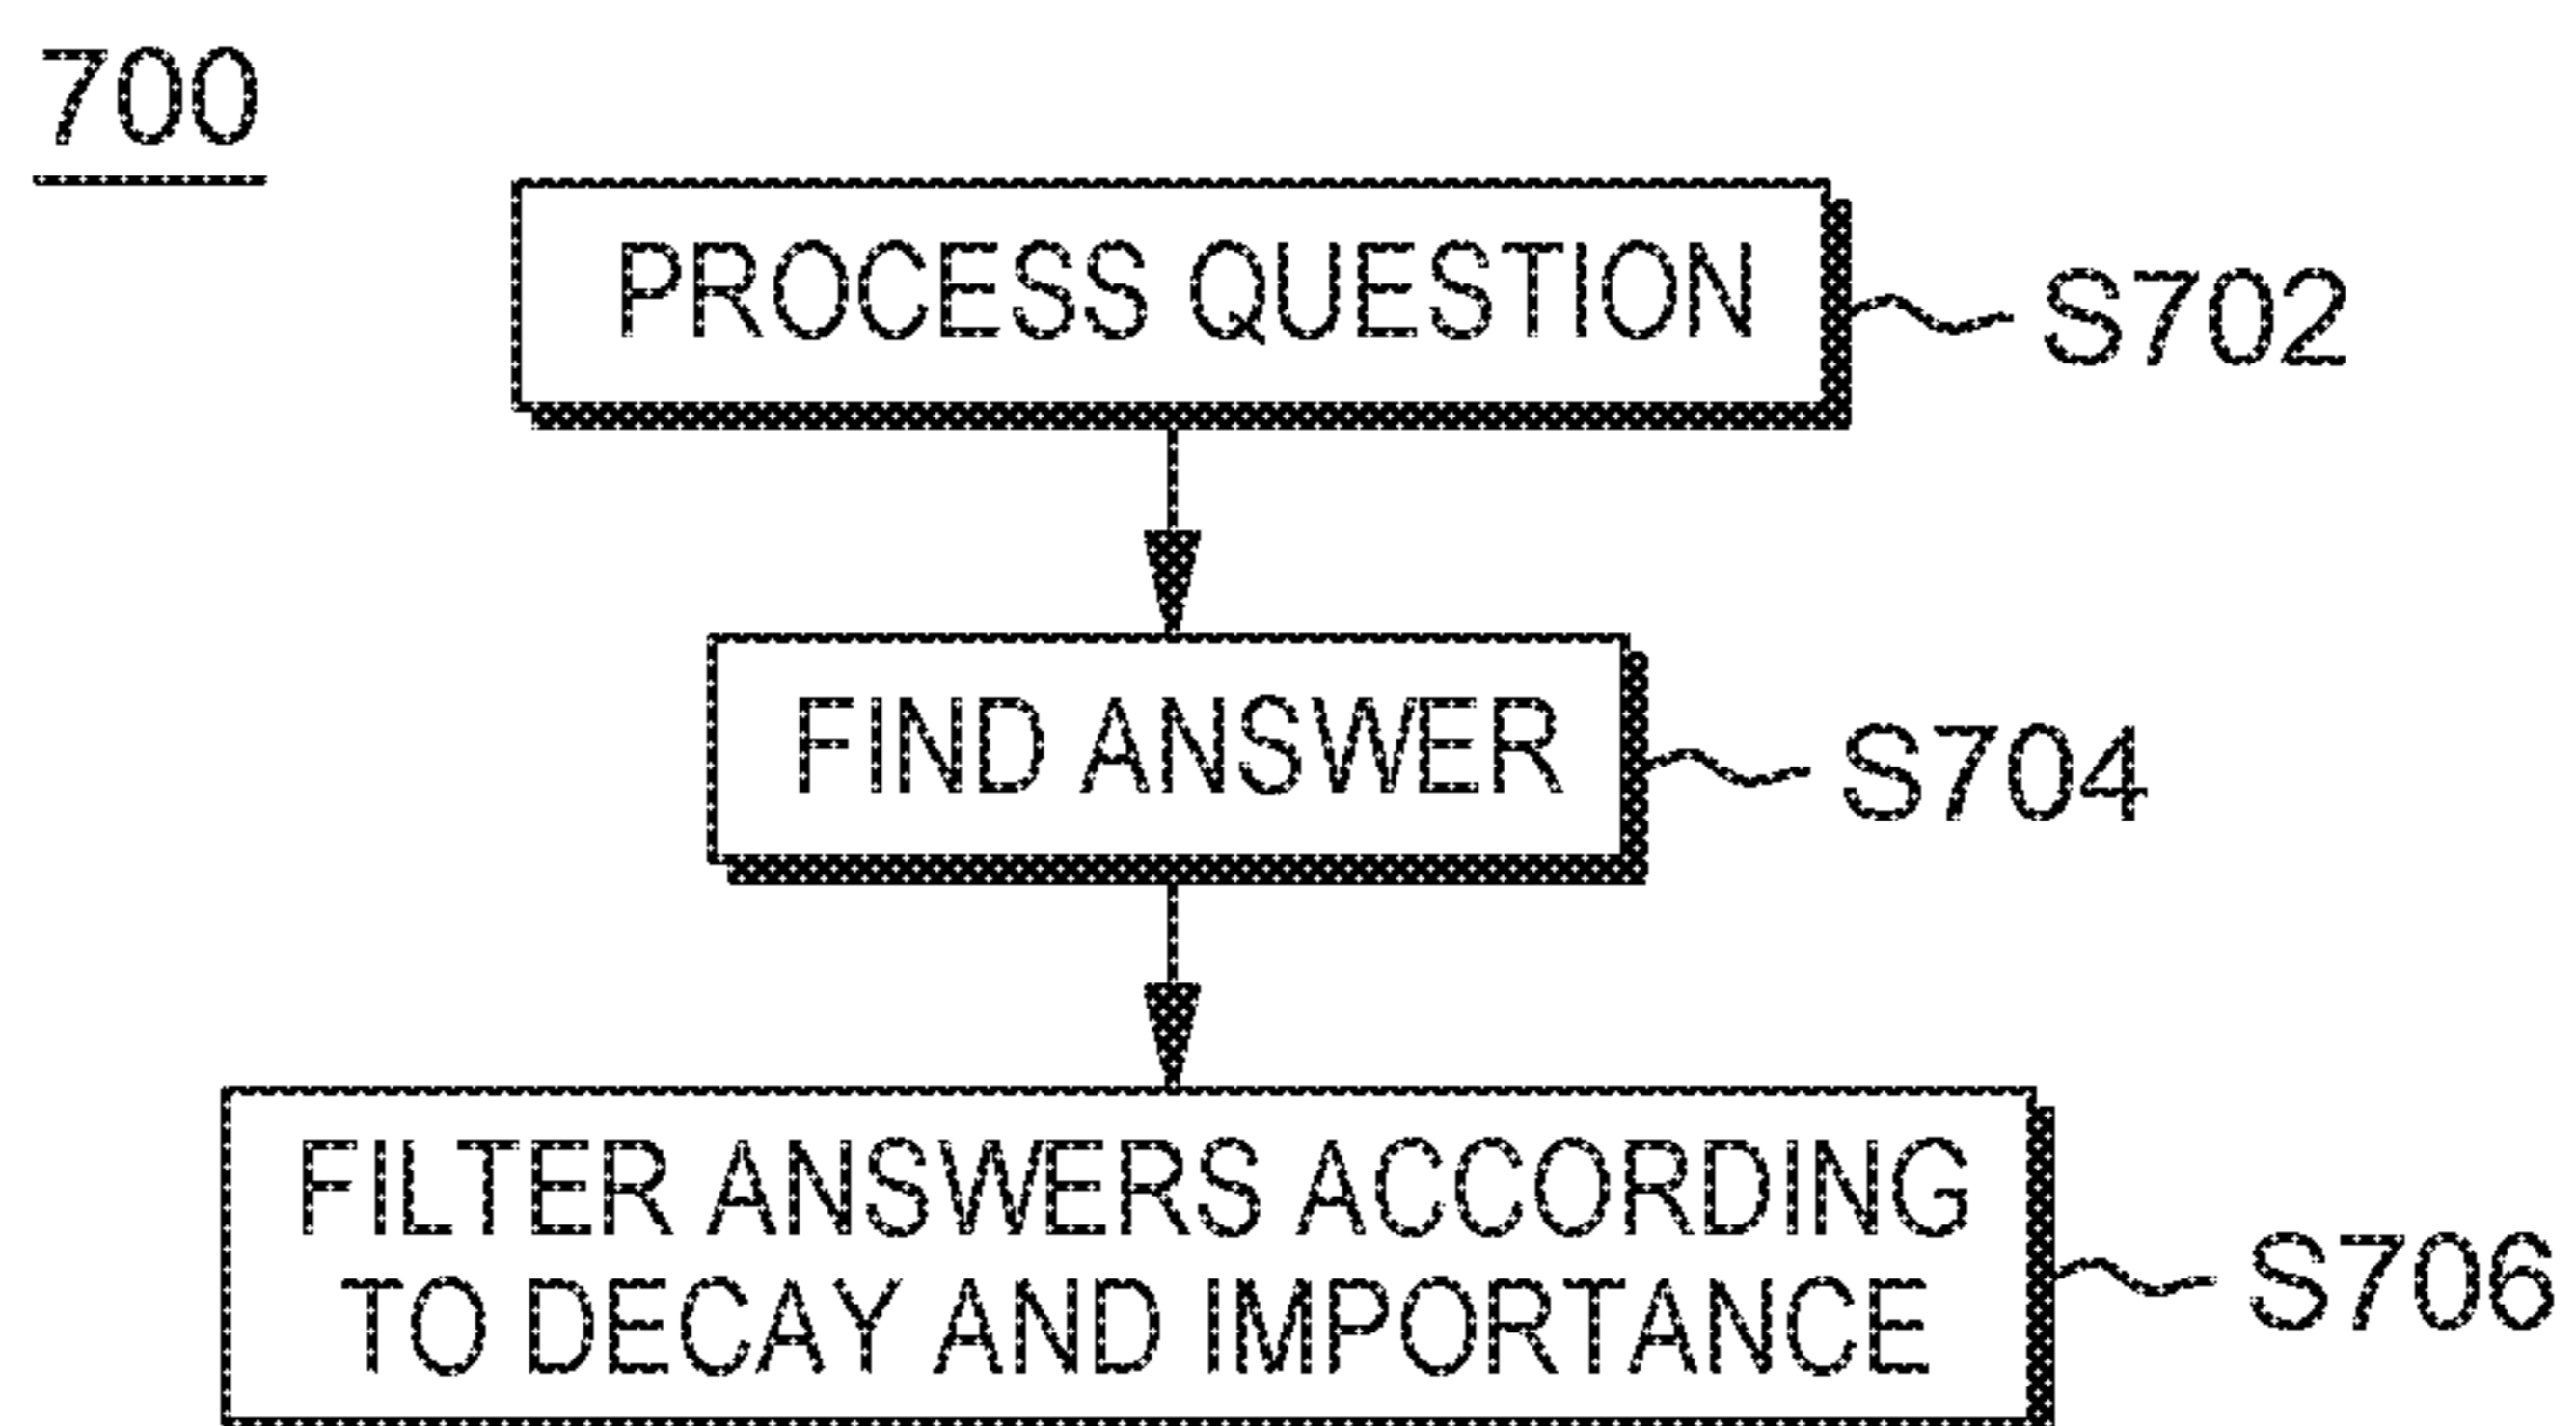 700
PROCESS QUESTION
S702
FIND ANSWER
S704
FILTER ANSWERS ACCORDING
TO DECAY AND IMPORTANCE
S706